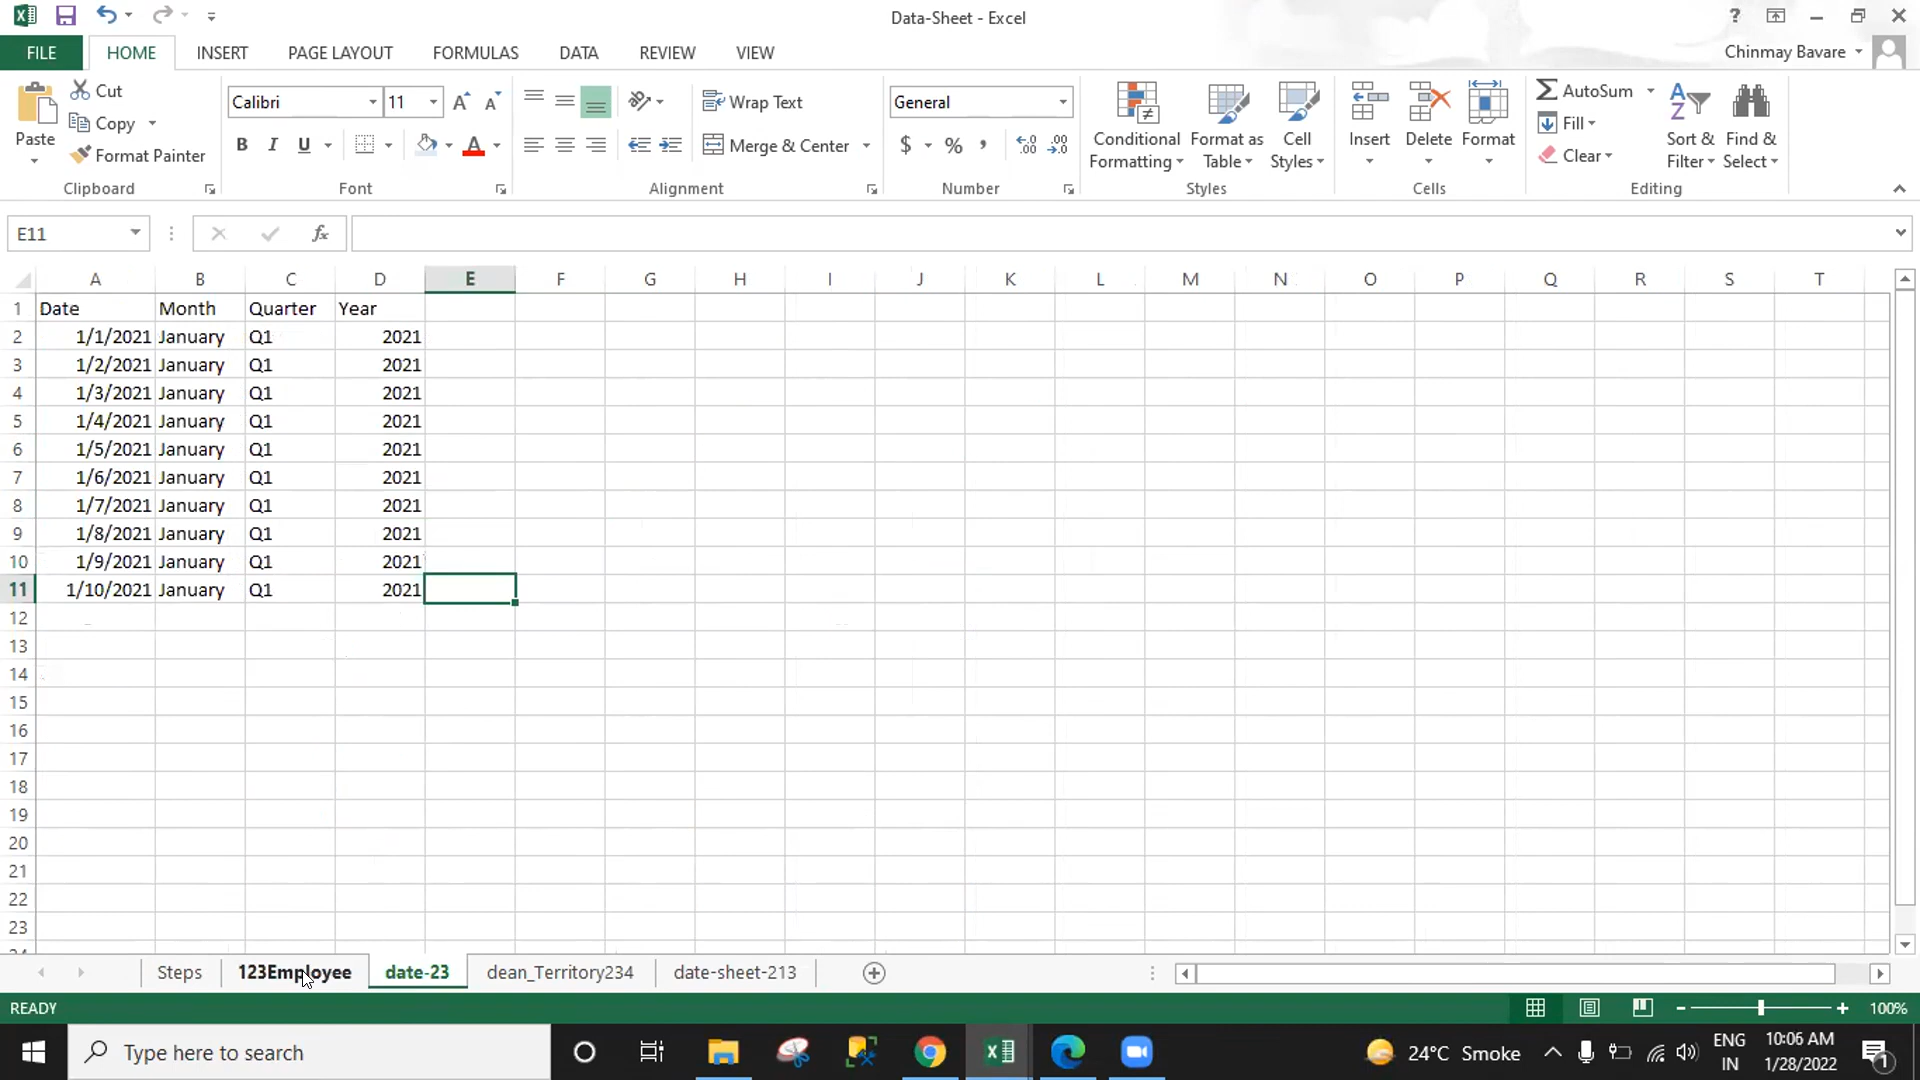 Data-Sheet - Excel
?
FILE HOME INSERT PAGE LAYOUT FORMULAS DATA REVIEW VIEW Chinmay Bavare
Paste Cut Copy Format Painter Clipboard
Calibri 11 B I U A Font
Wrap Text Merge & Center Alignment
General $ % , Number
Conditional Formatting Format as Table Cell Styles Styles
Insert Delete Format Cells
AutoSum Fill Clear Sort & Filter Find & Select Editing
E11 fx
A B C D E F G H I J K L M N O P Q R S T
1 Date Month Quarter Year
2 1/1/2021 January Q1 2021
3 1/2/2021 January Q1 2021
4 1/3/2021 January Q1 2021
5 1/4/2021 January Q1 2021
6 1/5/2021 January Q1 2021
7 1/6/2021 January Q1 2021
8 1/7/2021 January Q1 2021
9 1/8/2021 January Q1 2021
10 1/9/2021 January Q1 2021
11 1/10/2021 January Q1 2021
12
13
14
15
16
17
18
19
20
21
22
23
Steps 123Employee date-23 dean_Territory234 date-sheet-213
READY 100%
Type here to search 24°C Smoke ENG IN 10:06 AM 1/28/2022 1